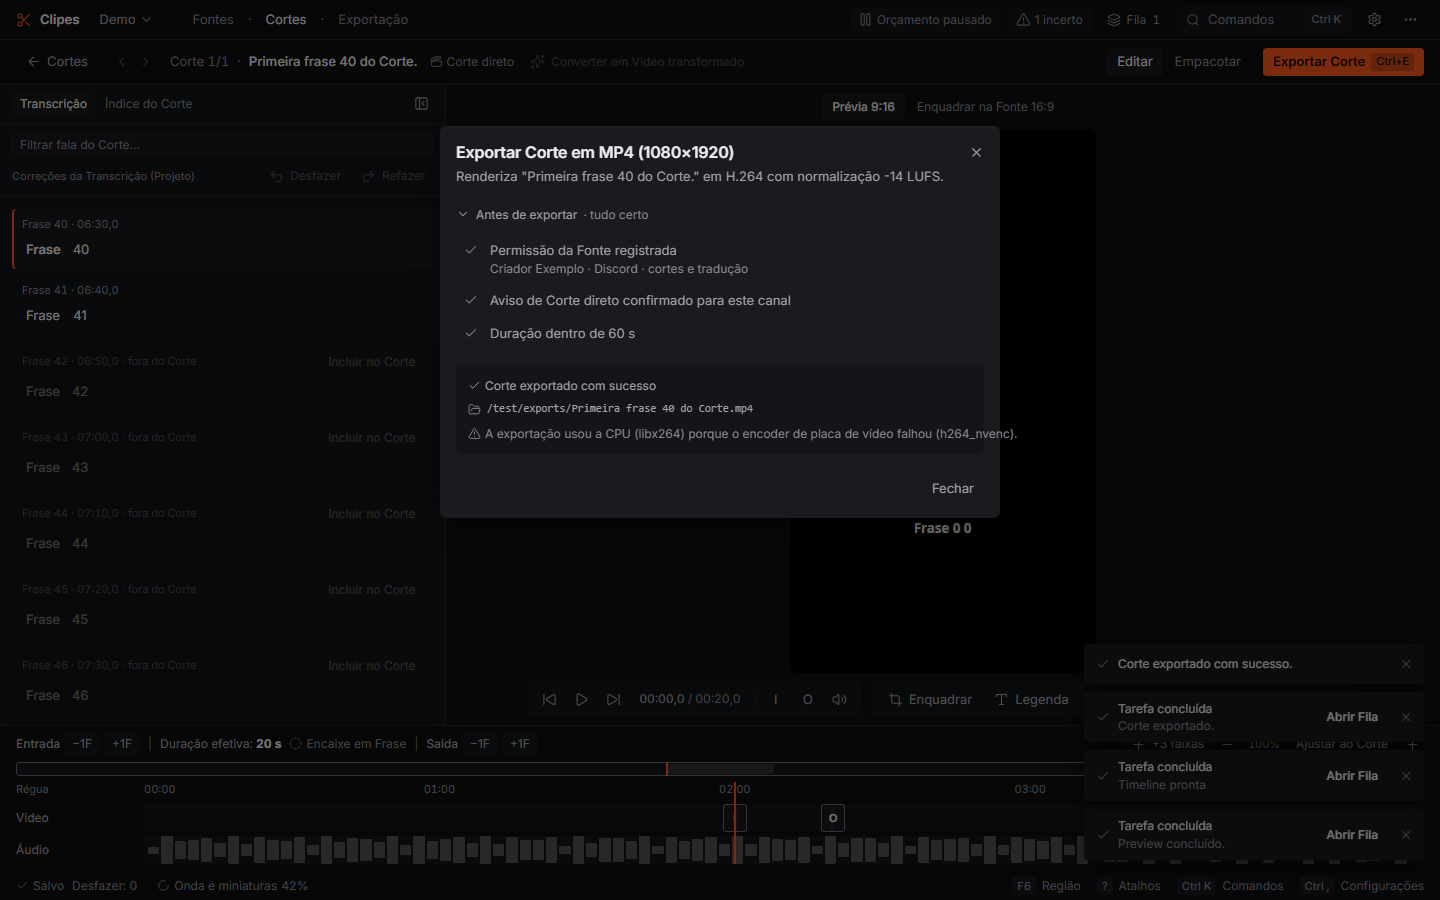 Clipes Demo Fontes · Cortes · Exportação Orçamento pausado 1 incerto Fila 1 Comandos Ctrl K
Cortes Corte 1/1 · Primeira frase 40 do Corte. Corte direto Converter em Vídeo transformado Editar Empacotar Exportar Corte Ctrl+E
Transcrição Índice do Corte
Prévia 9:16 Enquadrar na Fonte 16:9
Filtrar fala do Corte...
Correções da Transcrição (Projeto) Desfazer Refazer
Frase 40 · 06:30,0
Frase 40
Frase 41 · 06:40,0
Frase 41
Frase 42 · 06:50,0 · fora do Corte Incluir no Corte
Frase 42
Frase 43 · 07:00,0 · fora do Corte Incluir no Corte
Frase 43
Frase 44 · 07:10,0 · fora do Corte Incluir no Corte
Frase 44
Frase 45 · 07:20,0 · fora do Corte Incluir no Corte
Frase 45
Frase 46 · 07:30,0 · fora do Corte Incluir no Corte
Frase 46
Exportar Corte em MP4 (1080×1920)
Renderiza "Primeira frase 40 do Corte." em H.264 com normalização -14 LUFS.
Antes de exportar · tudo certo
Permissão da Fonte registrada
Criador Exemplo · Discord · cortes e tradução
Aviso de Corte direto confirmado para este canal
Duração dentro de 60 s
Corte exportado com sucesso
/test/exports/Primeira frase 40 do Corte.mp4
A exportação usou a CPU (libx264) porque o encoder de placa de vídeo falhou (h264_nvenc).
Fechar
Frase 0 0
00:00,0 / 00:20,0 I O Enquadrar Legenda
Corte exportado com sucesso.
Tarefa concluída
Corte exportado.
Abrir Fila
Tarefa concluída
Timeline pronta
Abrir Fila
Tarefa concluída
Preview concluído.
Abrir Fila
Entrada −1F +1F Duração efetiva: 20 s Encaixe em Frase Saída −1F +1F +3 faixas 100% Ajustar ao Corte
Régua 00:00 01:00 02:00 03:00
Vídeo O
Áudio
Salvo Desfazer: 0 Onda e miniaturas 42% F6 Região ? Atalhos Ctrl K Comandos Ctrl , Configurações